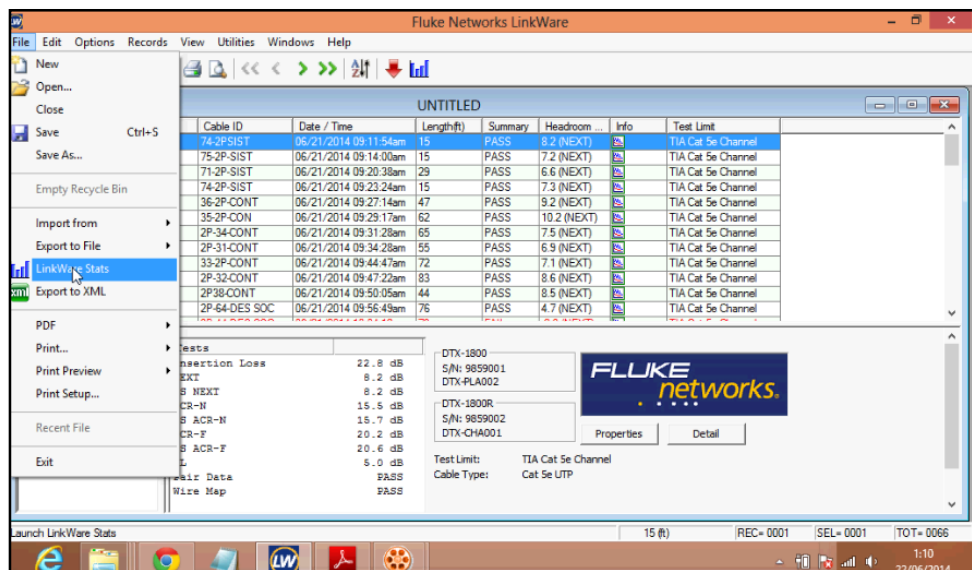 Fluke Networks LinkWare
File Edit Options Records View Utilities Windows Help
New
Open...
Close
Save Ctrl+S
Save As...
Empty Recycle Bin
Import from
Export to File
LinkWare Stats
Export to XML
PDF
Print...
Print Preview
Print Setup...
Recent File
Exit
UNTITLED
Cable ID Date / Time Length(ft) Summary Headroom ... Info Test Limit
74-2PSIST 06/21/2014 09:11:54am 15 PASS 8.2 (NEXT) TIA Cat 5e Channel
75-2P-SIST 06/21/2014 09:14:00am 15 PASS 7.2 (NEXT) TIA Cat 5e Channel
71-2P-SIST 06/21/2014 09:20:38am 29 PASS 6.6 (NEXT) TIA Cat 5e Channel
74-2P-SIST 06/21/2014 09:23:24am 15 PASS 7.3 (NEXT) TIA Cat 5e Channel
36-2P-CONT 06/21/2014 09:27:14am 47 PASS 9.2 (NEXT) TIA Cat 5e Channel
35-2P-CON 06/21/2014 09:29:17am 62 PASS 10.2 (NEXT) TIA Cat 5e Channel
2P-34-CONT 06/21/2014 09:31:28am 65 PASS 7.5 (NEXT) TIA Cat 5e Channel
2P-31-CONT 06/21/2014 09:34:28am 55 PASS 6.9 (NEXT) TIA Cat 5e Channel
33-2P-CONT 06/21/2014 09:44:47am 72 PASS 7.1 (NEXT) TIA Cat 5e Channel
2P-32-CONT 06/21/2014 09:47:22am 83 PASS 8.6 (NEXT) TIA Cat 5e Channel
2P38-CONT 06/21/2014 09:50:05am 44 PASS 8.5 (NEXT) TIA Cat 5e Channel
2P-64-DES SOC 06/21/2014 09:56:49am 76 PASS 4.7 (NEXT) TIA Cat 5e Channel
ests
nsertion Loss 22.8 dB
EXT 8.2 dB
S NEXT 8.2 dB
CR-N 15.5 dB
S ACR-N 15.7 dB
CR-F 20.2 dB
S ACR-F 20.6 dB
L 5.0 dB
air Data PASS
Wire Map PASS
DTX-1800
S/N: 9859001
DTX-PLA002
DTX-1800R
S/N: 9859002
DTX-CHA001
FLUKE
networks.
Properties Detail
Test Limit: TIA Cat 5e Channel
Cable Type: Cat 5e UTP
Launch LinkWare Stats 15 (ft) REC= 0001 SEL= 0001 TOT= 0066
LW
1:10
22/06/2014